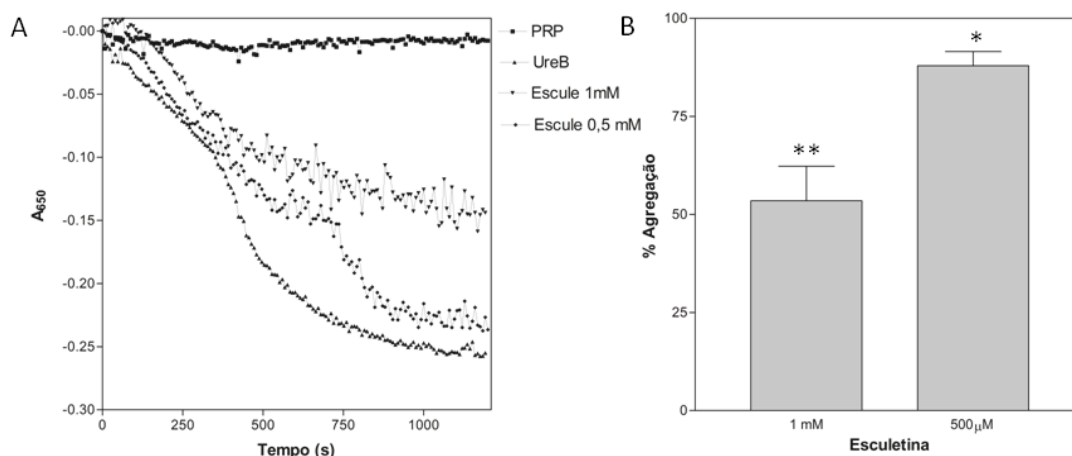 A
-0.00
-0.05
-0.10
-0.15
-0.20
-0.25
-0.30
A650
0
250
500
750
1000
Tempo (s)
PRP
UreB
Escule 1mM
Escule 0,5 mM
B
100
75
50
25
0
% Agregação
**
*
1 mM
500µM
Esculetina